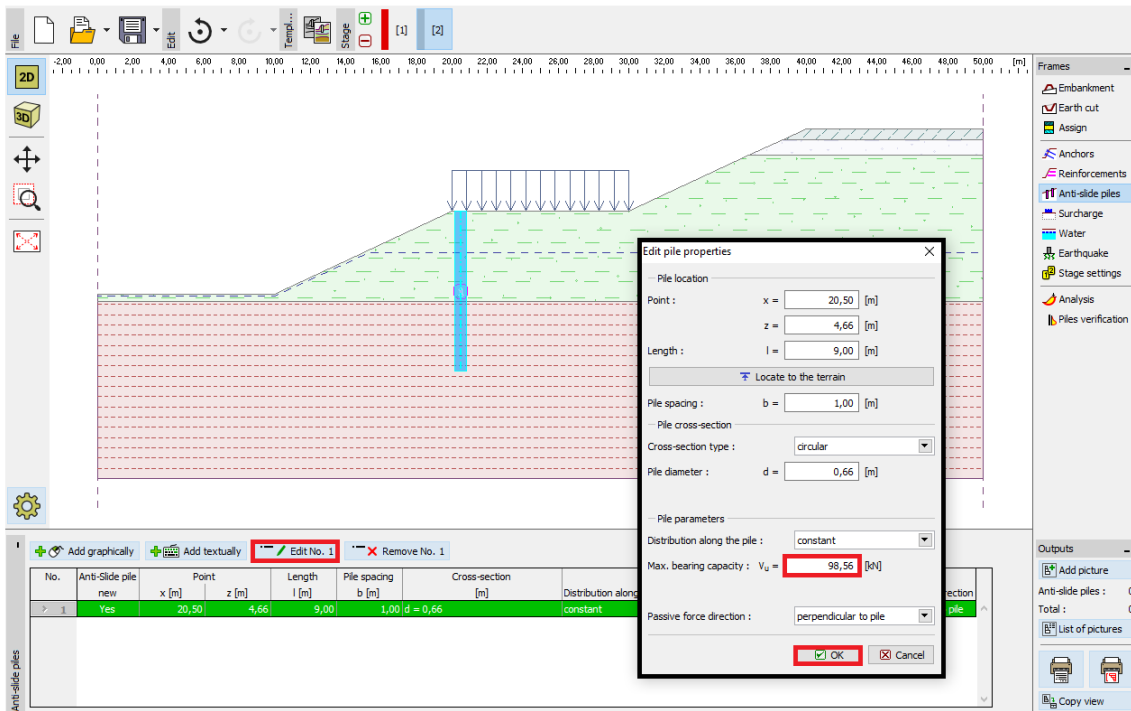 File
Edit
Templ...
Stage
[1]
[2]
2D
-2,00 0,00 2,00 4,00 6,00 8,00 10,00 12,00 14,00 16,00 18,00 20,00 22,00 24,00 26,00 28,00 30,00 32,00 34,00 36,00 38,00 40,00 42,00 44,00 46,00 48,00 50,00 [m]
3D
Frames
Embankment
Earth cut
Assign
Anchors
Reinforcements
Anti-slide piles
Surcharge
Water
Earthquake
Stage settings
Analysis
Piles verification
Edit pile properties
Pile location
Point : x = 20,50 [m]
z = 4,66 [m]
Length : l = 9,00 [m]
Locate to the terrain
Pile spacing : b = 1,00 [m]
Pile cross-section
Cross-section type : circular
Pile diameter : d = 0,66 [m]
Pile parameters
Distribution along the pile : constant
Max. bearing capacity : Vu = 98,56 [kN]
Passive force direction : perpendicular to pile
OK Cancel
Add graphically Add textually Edit No. 1 Remove No. 1
No. Anti-Slide pile Point Length Pile spacing Cross-section
new x [m] z [m] l [m] b [m] [m] Distribution along
1 Yes 20,50 4,66 9,00 1,00 d = 0,66 constant pile
Anti-slide piles
Outputs
Add picture
Anti-slide piles :
Total :
List of pictures
Copy view